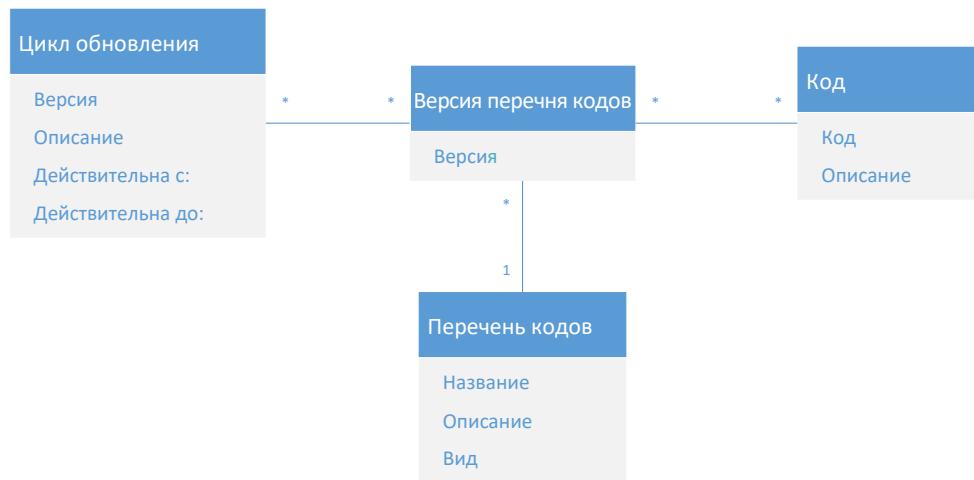 Цикл обновления
Версия
Описание
Действительна с:
Действительна до:
*
*
Версия перечня кодов
Версия
*
*
Код
Код
Описание
*
1
Перечень кодов
Название
Описание
Вид